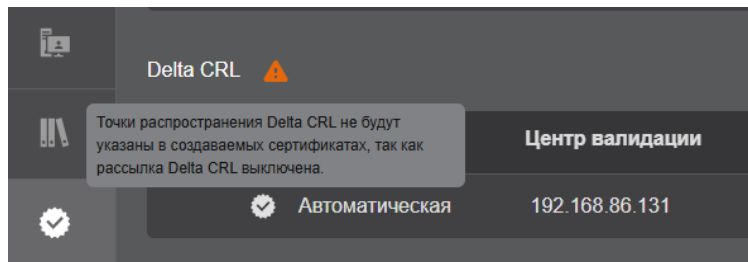 Delta CRL
Точки распространения Delta CRL не будут
указаны в создаваемых сертификатах, так как
рассылка Delta CRL выключена.
Центр валидации
Автоматическая 192.168.86.131